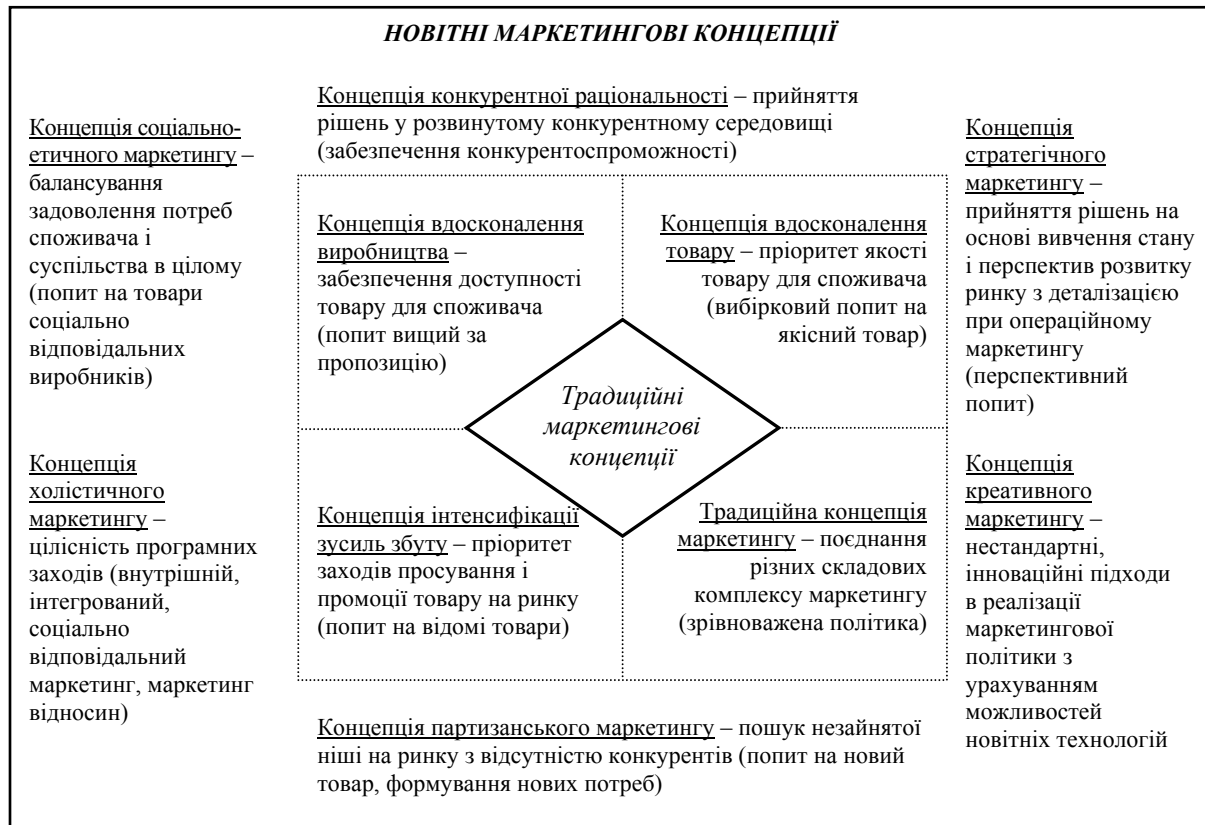 НОВІТНІ МАРКЕТИНГОВІ КОНЦЕПЦІЇ
Концепція конкурентної раціональності – прийняття
рішень у розвинутому конкурентному середовищі
(забезпечення конкурентоспроможності)
Концепція соціально-
етичного маркетингу –
балансування
задоволення потреб
споживача і
суспільства в цілому
(попит на товари
соціально
відповідальних
виробників)
Концепція вдосконалення
виробництва –
забезпечення доступності
товару для споживача
(попит вищий за
пропозицію)
Концепція вдосконалення
товару – пріоритет якості
товару для споживача
(вибірковий попит на
якісний товар)
Концепція
стратегічного
маркетингу –
прийняття рішень на
основі вивчення стану
і перспектив розвитку
ринку з деталізацією
при операційному
маркетингу
(перспективний
попит)
Традиційні
маркетингові
концепції
Концепція
холістичного
маркетингу –
цілісність програмних
заходів (внутрішній,
інтегрований,
соціально
відповідальний
маркетинг, маркетинг
відносин)
Концепція інтенсифікації
зусиль збуту – пріоритет
заходів просування і
промоції товару на ринку
(попит на відомі товари)
Традиційна концепція
маркетингу – поєднання
різних складових
комплексу маркетингу
(зрівноважена політика)
Концепція
креативного
маркетингу –
нестандартні,
інноваційні підходи
в реалізації
маркетингової
політики з
урахуванням
можливостей
новітніх технологій
Концепція партизанського маркетингу – пошук незайнятої
ніші на ринку з відсутністю конкурентів (попит на новий
товар, формування нових потреб)